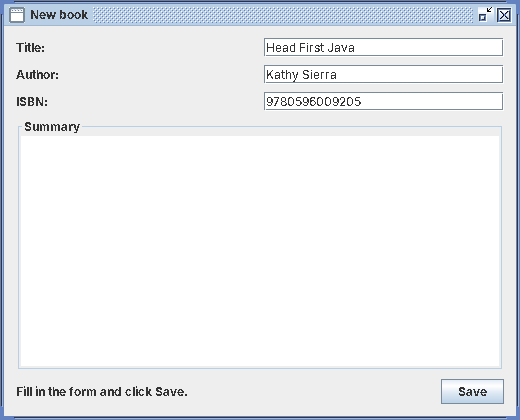 New book
Title: Head First Java
Author: Kathy Sierra
ISBN: 9780596009205
Summary
Fill in the form and click Save. Save